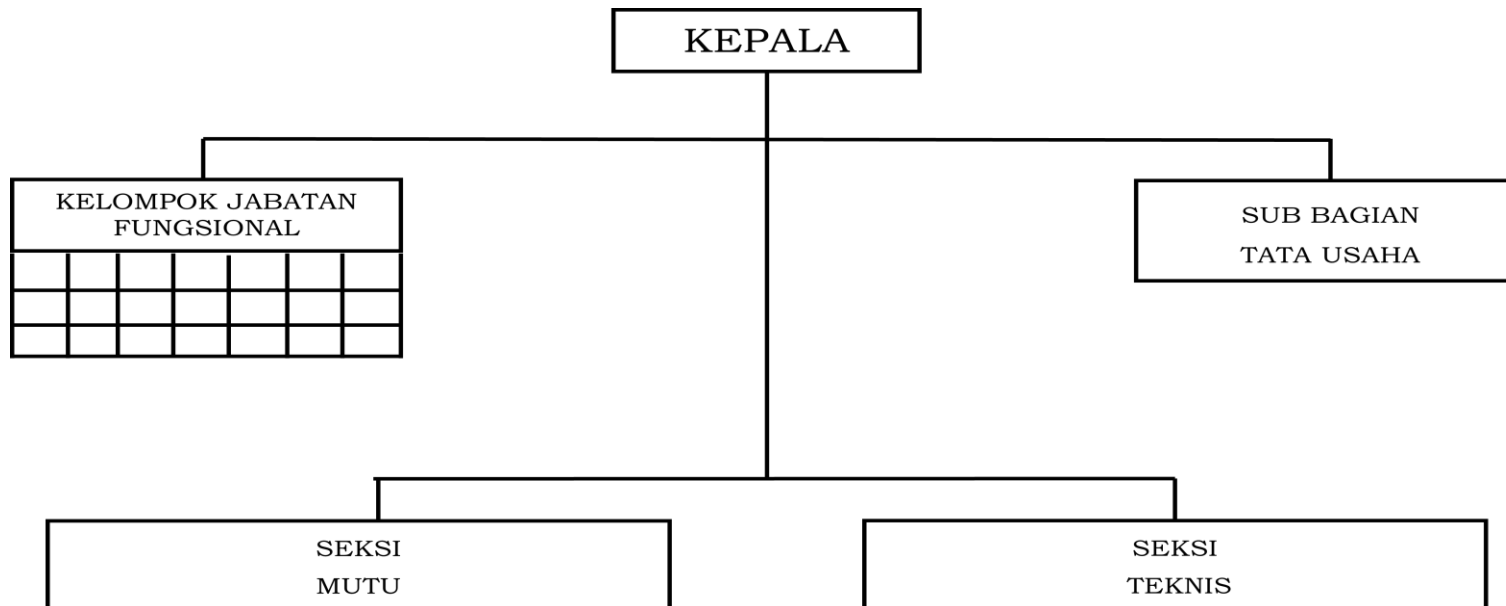 KEPALA
KELOMPOK JABATAN
FUNGSIONAL
SUB BAGIAN
TATA USAHA
SEKSI
MUTU
SEKSI
TEKNIS